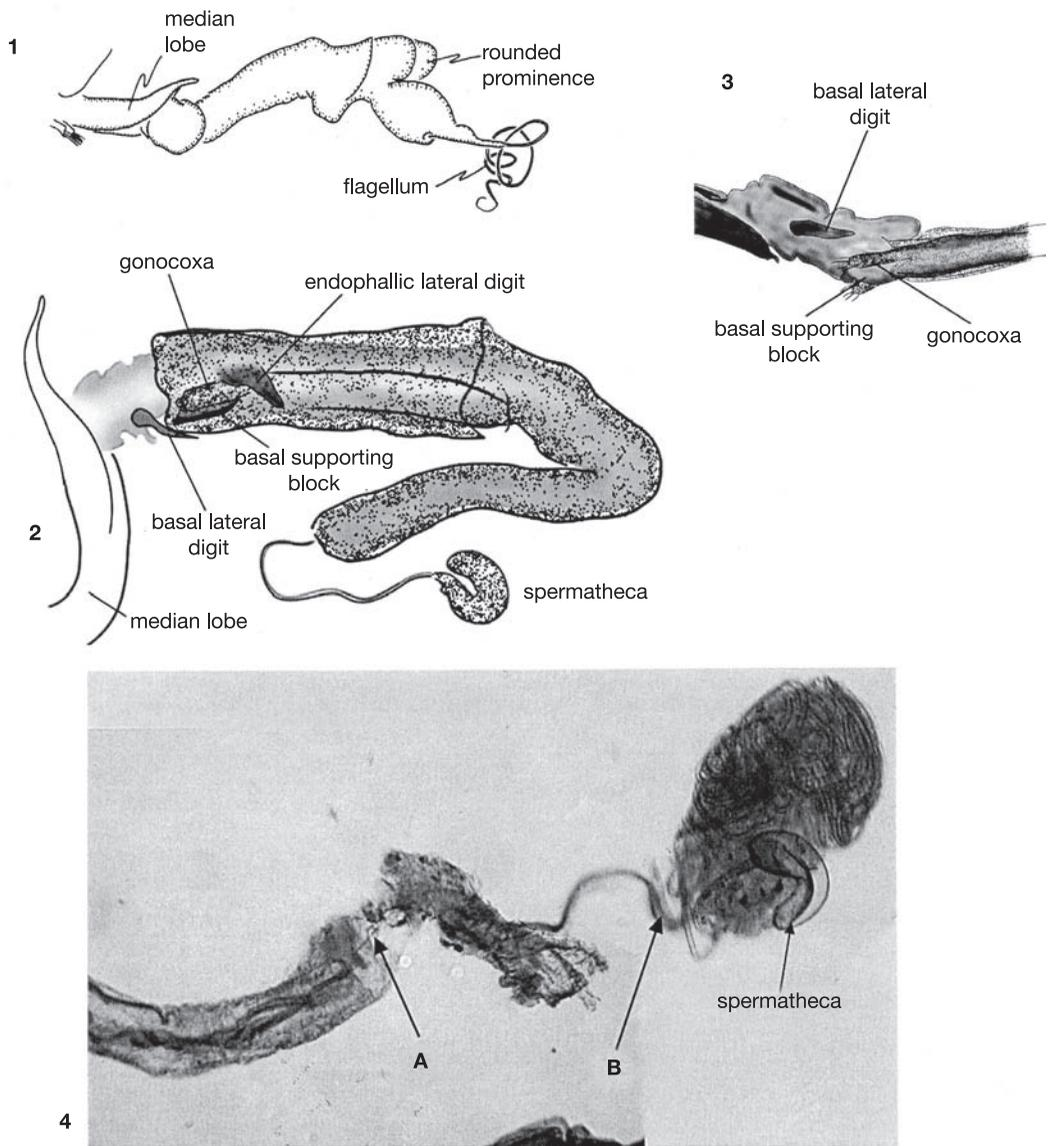 1
median
lobe
rounded
prominence
flagellum
3
basal lateral
digit
basal supporting
block
gonocoxa
gonocoxa
endophallic lateral digit
basal supporting
block
basal lateral
digit
2
median lobe
spermatheca
A
B
spermatheca
4